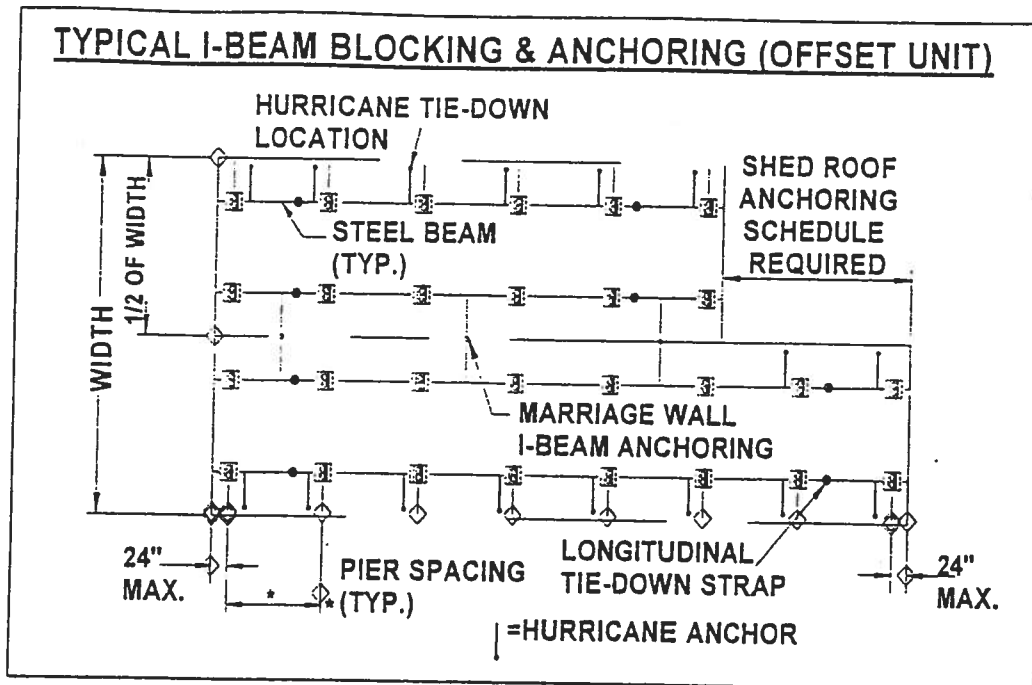 TYPICAL I-BEAM BLOCKING & ANCHORING (OFFSET UNIT)
HURRICANE TIE-DOWN
LOCATION
SHED ROOF
ANCHORING
SCHEDULE
REQUIRED
STEEL BEAM
(TYP.)
WIDTH
1/2 OF WIDTH
MARRIAGE WALL
I-BEAM ANCHORING
24"
MAX.
PIER SPACING
(TYP.)
*
*
LONGITUDINAL
TIE-DOWN STRAP
24"
MAX.
=HURRICANE ANCHOR